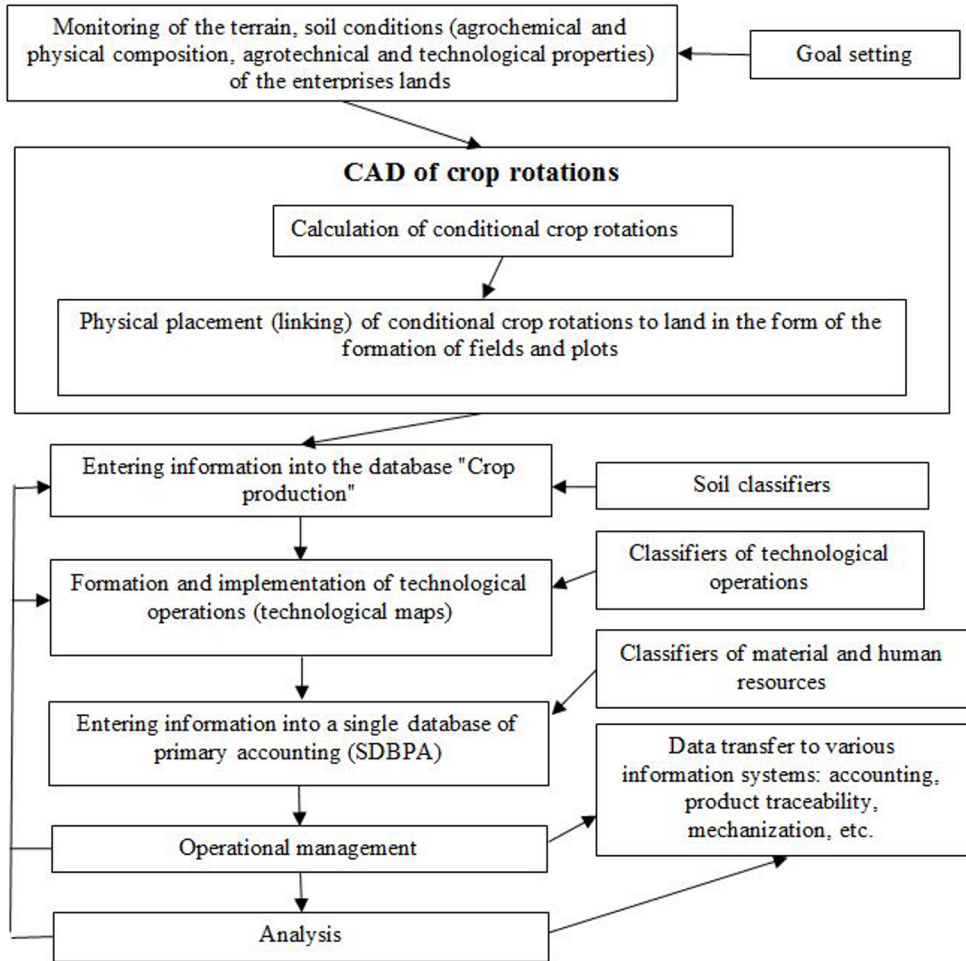 Monitoring of the terrain, soil conditions (agrochemical and
physical composition, agrotechnical and technological properties)
of the enterprises lands
Goal setting
CAD of crop rotations
Calculation of conditional crop rotations
Physical placement (linking) of conditional crop rotations to land in the form of the
formation of fields and plots
Entering information into the database "Crop
production"
Soil classifiers
Formation and implementation of technological
operations (technological maps)
Classifiers of technological
operations
Classifiers of material and human
resources
Entering information into a single database of
primary accounting (SDBPA)
Data transfer to various
information systems: accounting,
product traceability,
mechanization, etc.
Operational management
Analysis